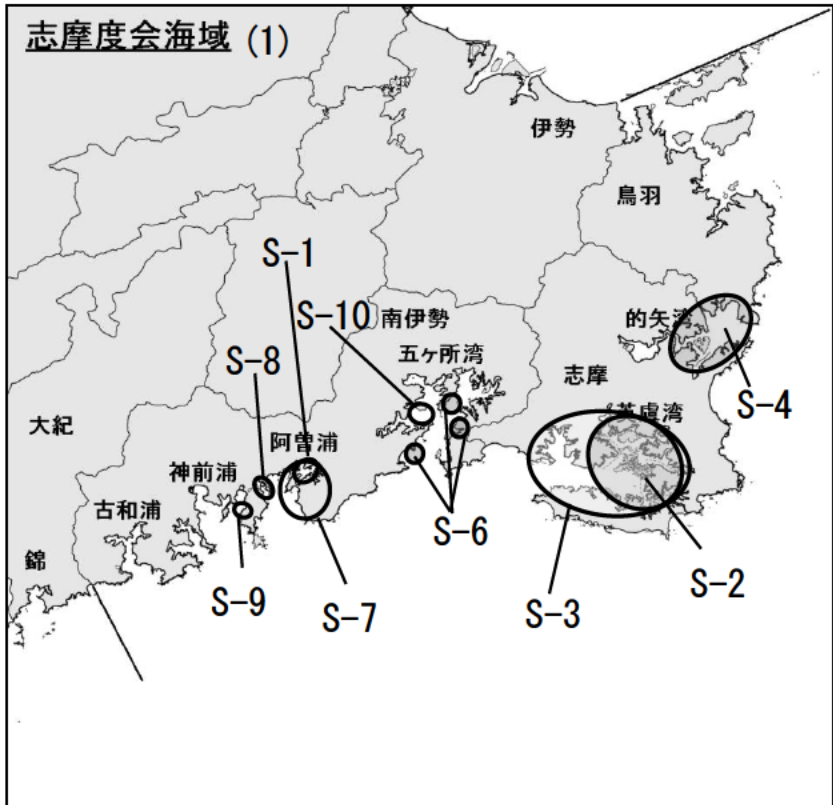 志摩度会海域 (1)
伊勢
鳥羽
S-1
S-10
南伊勢
的矢湾
五ヶ所湾
S-8
志摩
S-4
大紀
英虞湾
阿曽浦
神前浦
古和浦
S-6
錦
S-2
S-9
S-7
S-3